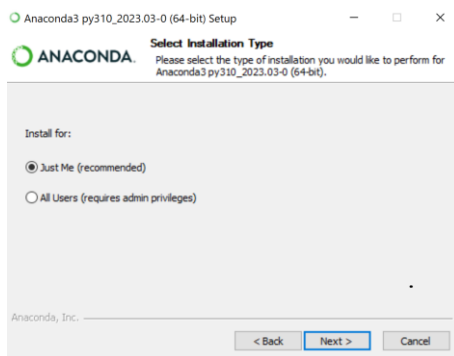 Anaconda3 py310_2023.03-0 (64-bit) Setup
ANACONDA.
Select Installation Type
Please select the type of installation you would like to perform for
Anaconda3 py310_2023.03-0 (64-bit).
Install for:
Just Me (recommended)
All Users (requires admin privileges)
Anaconda, Inc.
< Back
Next >
Cancel